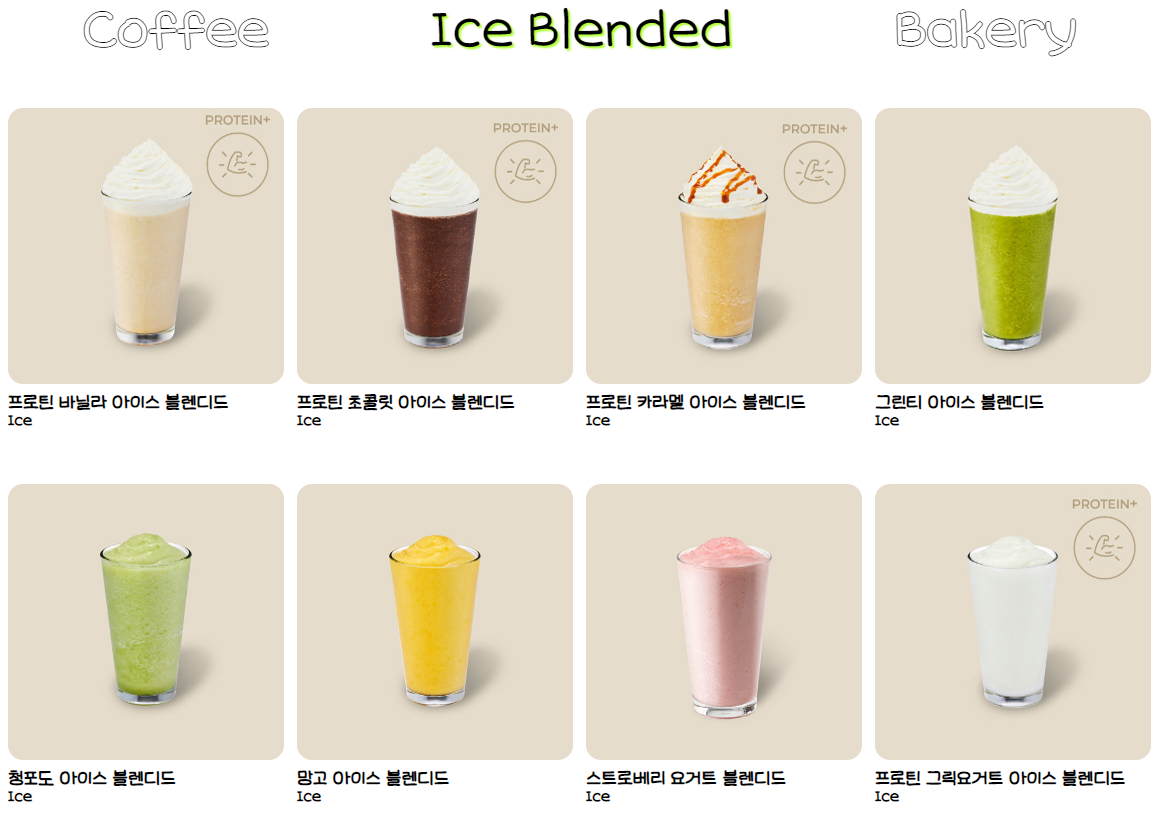 Coffee Ice Blended Bakery
PROTEIN+ PROTEIN+ PROTEIN+
프로틴 바닐라 아이스 블렌디드 프로틴 초콜릿 아이스 블렌디드 프로틴 카라멜 아이스 블렌디드 그린티 아이스 블렌디드
Ice Ice Ice Ice
PROTEIN+
청포도 아이스 블렌디드 망고 아이스 블렌디드 스트로베리 요거트 블렌디드 프로틴 그릭요거트 아이스 블렌디드
Ice Ice Ice Ice